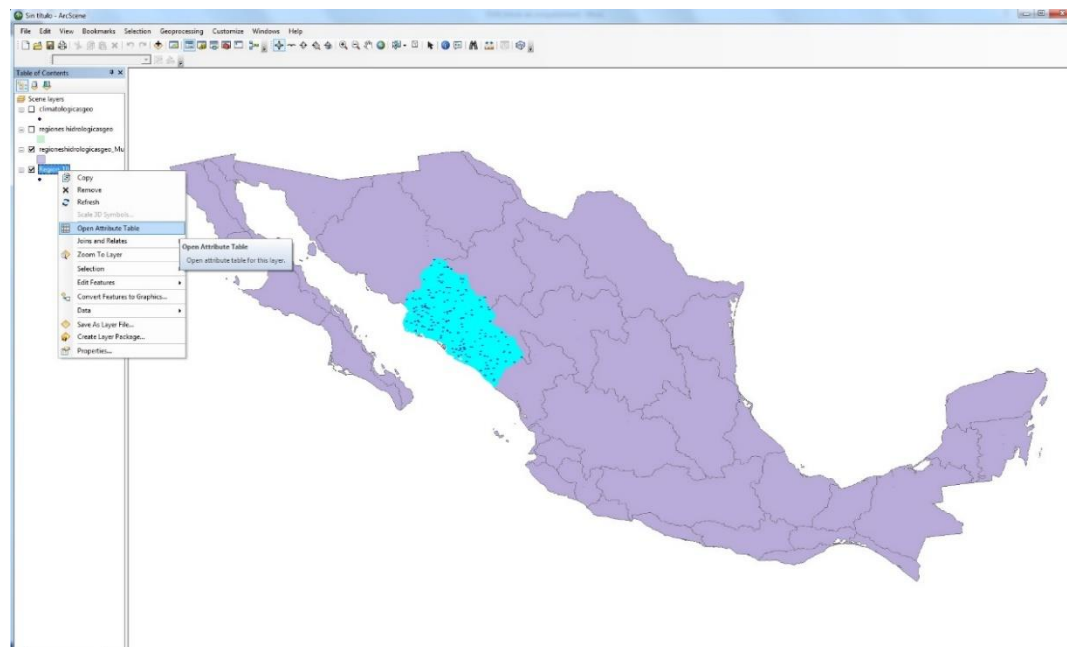 Sin título - ArcScene
File Edit View Bookmarks Selection Geoprocessing Customize Windows Help
Table of Contents
Scene layers
climatologicasgeo
regiones hidrologicasgeo
regioneshidrologicasgeo_Mu
Region 10
Copy
Remove
Refresh
Scale 3D Symbols...
Open Attribute Table
Joins and Relates
Zoom To Layer
Selection
Edit Features
Convert Features to Graphics...
Data
Save As Layer File...
Create Layer Package...
Properties...
Open Attribute Table
Open attribute table for this layer.